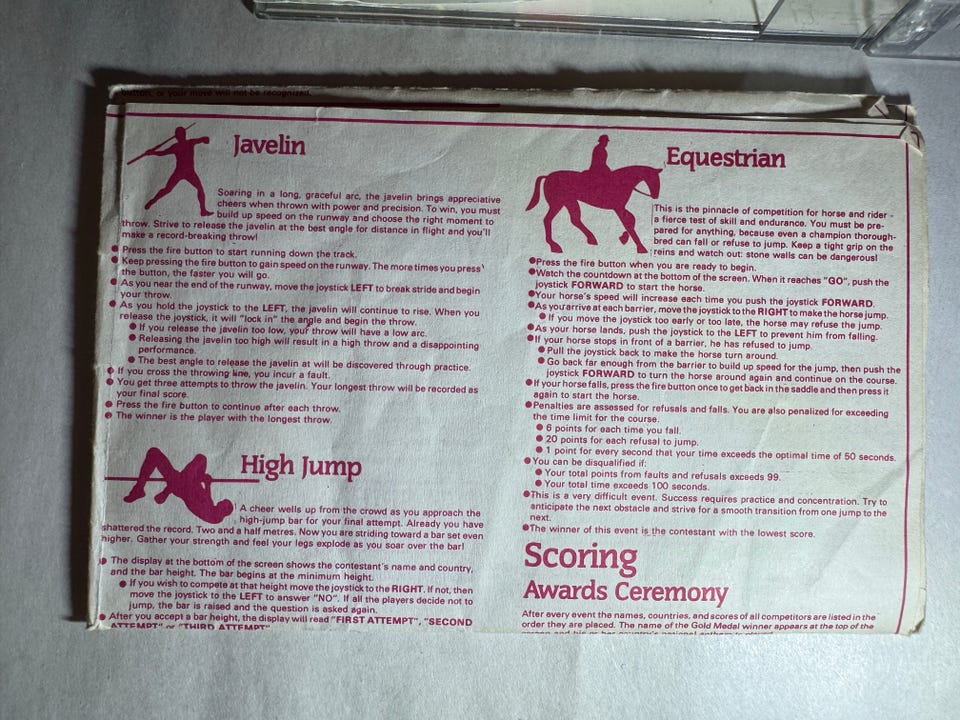 button, or your move will not be recognized.
Javelin
Soaring in a long, graceful arc, the javelin brings appreciative
cheers when thrown with power and precision. To win, you must
build up speed on the runway and choose the right moment to
throw. Strive to release the javelin at the best angle for distance in flight and you'll
make a record-breaking throw!
● Press the fire button to start running down the track.
● Keep pressing the fire button to gain speed on the runway. The more times you press
the button, the faster you will go.
● As you near the end of the runway, move the joystick LEFT to break stride and begin
your throw.
● As you hold the joystick to the LEFT, the javelin will continue to rise. When you
release the joystick, it will "lock in" the angle and begin the throw.
● If you release the javelin too low, your throw will have a low arc.
● Releasing the javelin too high will result in a high throw and a disappointing
performance.
● The best angle to release the javelin at will be discovered through practice.
● If you cross the throwing line, you incur a fault.
● You get three attempts to throw the javelin. Your longest throw will be recorded as
your final score.
● Press the fire button to continue after each throw.
● The winner is the player with the longest throw.
High Jump
A cheer wells up from the crowd as you approach the
high-jump bar for your final attempt. Already you have
shattered the record. Two and a half metres. Now you are striding toward a bar set even
higher. Gather your strength and feel your legs explode as you soar over the bar!
● The display at the bottom of the screen shows the contestant's name and country,
and the bar height. The bar begins at the minimum height.
● If you wish to compete at that height move the joystick to the RIGHT. If not, then
move the joystick to the LEFT to answer "NO". If all the players decide not to
jump, the bar is raised and the question is asked again.
● After you accept a bar height, the display will read "FIRST ATTEMPT", "SECOND
ATTEMPT" or "THIRD ATTEMPT"
Equestrian
This is the pinnacle of competition for horse and rider -
a fierce test of skill and endurance. You must be pre-
pared for anything, because even a champion thorough-
bred can fall or refuse to jump. Keep a tight grip on the
reins and watch out: stone walls can be dangerous!
● Press the fire button when you are ready to begin.
● Watch the countdown at the bottom of the screen. When it reaches "GO", push the
joystick FORWARD to start the horse.
● Your horse's speed will increase each time you push the joystick FORWARD.
● As you arrive at each barrier, move the joystick to the RIGHT to make the horse jump.
● If you move the joystick too early or too late, the horse may refuse the jump.
● As your horse lands, push the joystick to the LEFT to prevent him from falling.
● If your horse stops in front of a barrier, he has refused to jump.
● Pull the joystick back to make the horse turn around.
● Go back far enough from the barrier to build up speed for the jump, then push the
joystick FORWARD to turn the horse around again and continue on the course.
● If your horse falls, press the fire button once to get back in the saddle and then press it
again to start the horse.
● Penalties are assessed for refusals and falls. You are also penalized for exceeding
the time limit for the course.
● 6 points for each time you fall.
● 20 points for each refusal to jump.
● 1 point for every second that your time exceeds the optimal time of 50 seconds.
● You can be disqualified if:
● Your total points from faults and refusals exceeds 99.
● Your total time exceeds 100 seconds.
● This is a very difficult event. Success requires practice and concentration. Try to
anticipate the next obstacle and strive for a smooth transition from one jump to the
next.
● The winner of this event is the contestant with the lowest score.
Scoring
Awards Ceremony
After every event the names, countries, and scores of all competitors are listed in the
order they are placed. The name of the Gold Medal winner appears at the top of the
screen and his or her country's national anthem is played